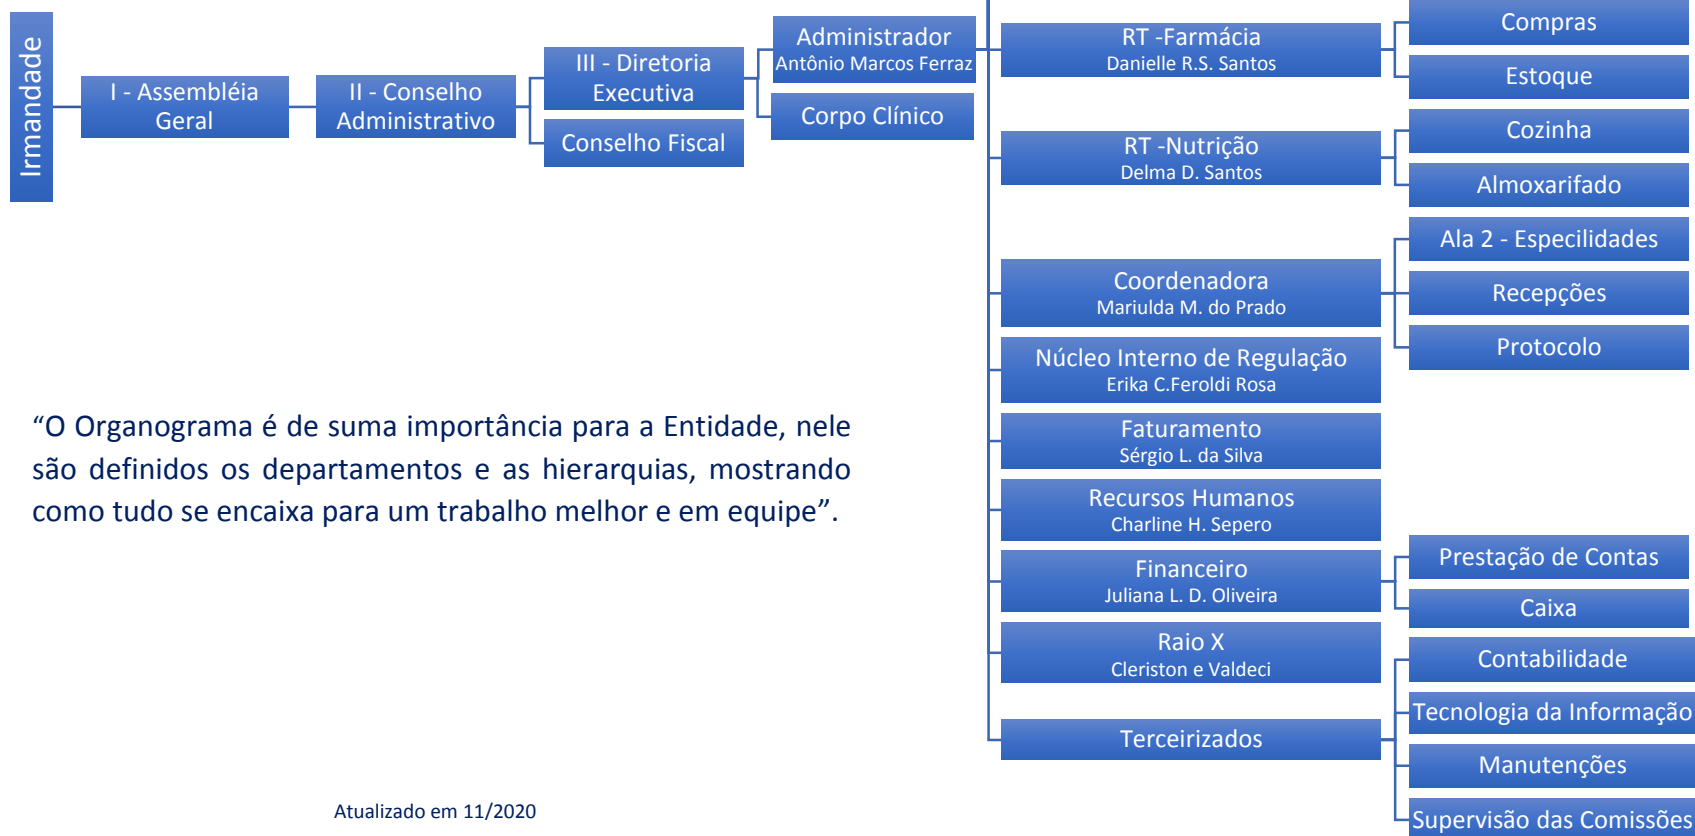 Irmandade
I - Assembléia
Geral
II - Conselho
Administrativo
III - Diretoria
Executiva
Conselho Fiscal
Administrador
Antônio Marcos Ferraz
Corpo Clínico
RT -Farmácia
Danielle R.S. Santos
Compras
Estoque
RT -Nutrição
Delma D. Santos
Cozinha
Almoxarifado
Coordenadora
Mariulda M. do Prado
Ala 2 - Especilidades
Recepções
Protocolo
Núcleo Interno de Regulação
Erika C.Feroldi Rosa
Faturamento
Sérgio L. da Silva
Recursos Humanos
Charline H. Sepero
Financeiro
Juliana L. D. Oliveira
Prestação de Contas
Caixa
Raio X
Cleriston e Valdeci
Terceirizados
Contabilidade
Tecnologia da Informação
Manutenções
Supervisão das Comissões
“O Organograma é de suma importância para a Entidade, nele
são definidos os departamentos e as hierarquias, mostrando
como tudo se encaixa para um trabalho melhor e em equipe”.
Atualizado em 11/2020